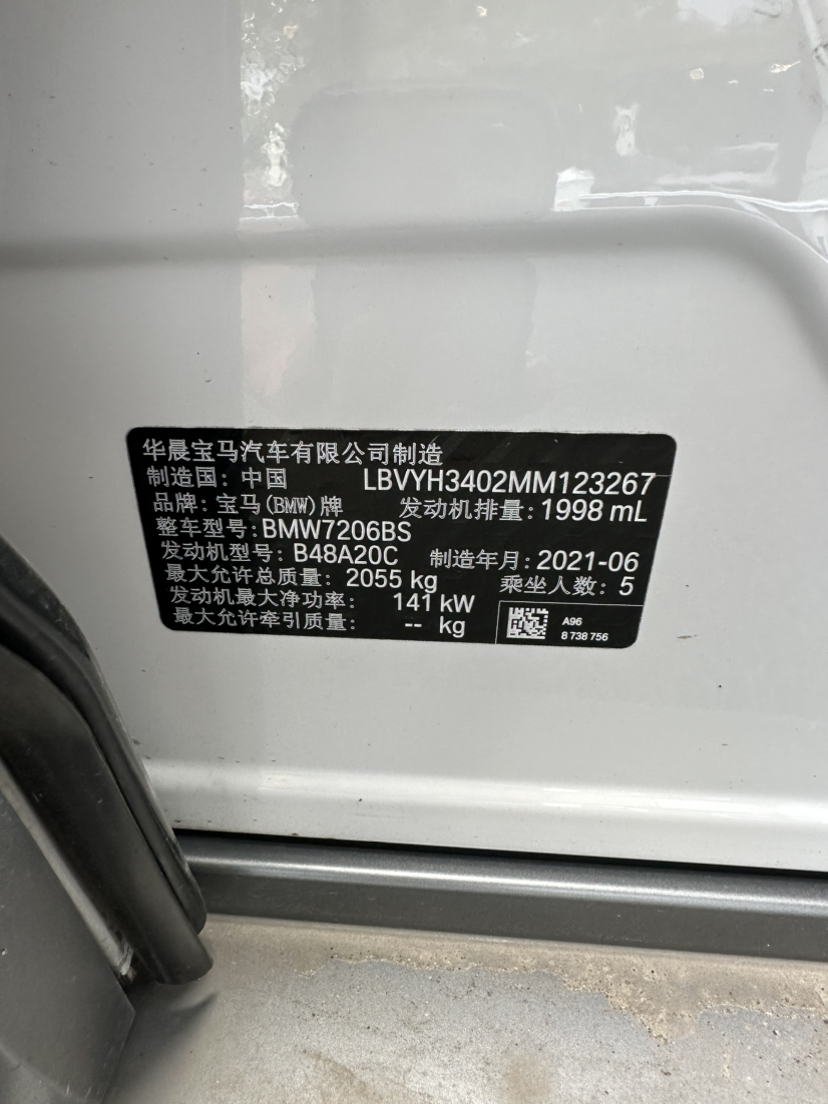 华晨宝马汽车有限公司制造
制造国：中国 LBVYH3402MM123267
品牌：宝马(BMW)牌 发动机排量：1998 mL
整车型号：BMW7206BS
发动机型号：B48A20C 制造年月：2021-06
最大允许总质量：2055 kg 乘坐人数：5
发动机最大净功率：141 kW
最大允许牵引质量：-- kg
A96
8 738 756